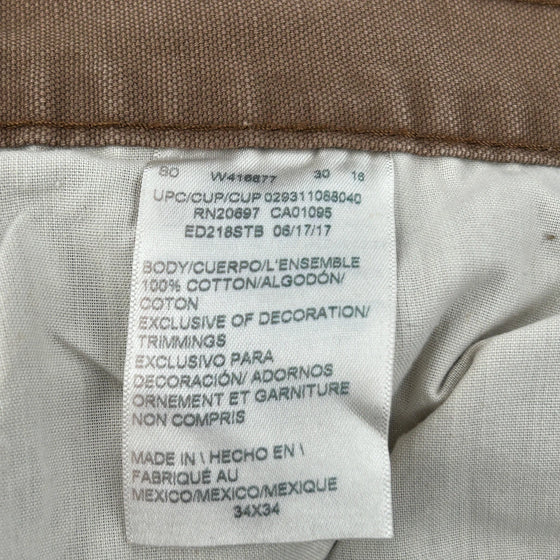 80 W416677 30 16
UPC/CUP/CUP 029311088040
RN20697 CA01095
ED218STB 06/17/17
BODY/CUERPO/L'ENSEMBLE
100% COTTON/ALGODÓN/
COTON
EXCLUSIVE OF DECORATION/
TRIMMINGS
EXCLUSIVO PARA
DECORACIÓN/ ADORNOS
ORNEMENT ET GARNITURE
NON COMPRIS
MADE IN \ HECHO EN \
FABRIQUÉ AU
MEXICO/MEXICO/MEXIQUE
34X34